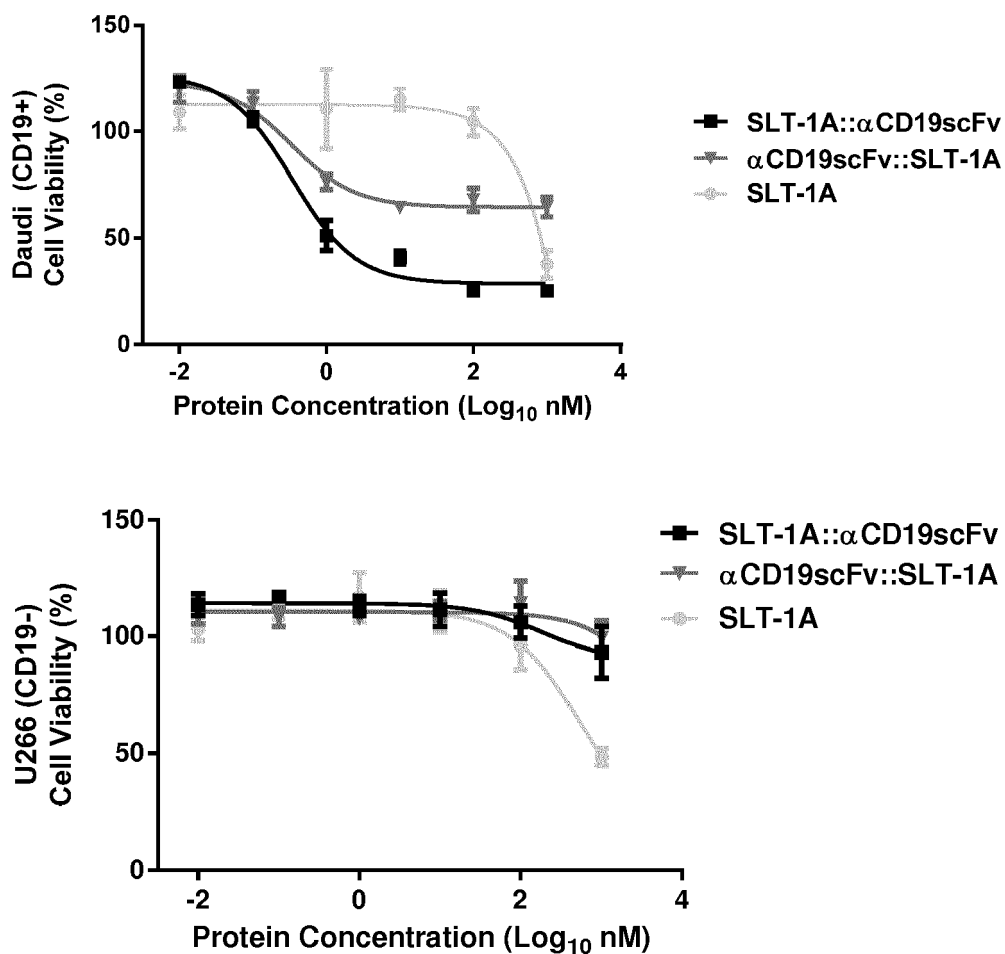 150
100
50
0
-2
0
2
4
Daudi (CD19+)
Cell Viability (%)
Protein Concentration (Log10 nM)
SLT-1A::αCD19scFv
αCD19scFv::SLT-1A
SLT-1A
150
100
50
0
-2
0
2
4
U266 (CD19-)
Cell Viability (%)
Protein Concentration (Log10 nM)
SLT-1A::αCD19scFv
αCD19scFv::SLT-1A
SLT-1A